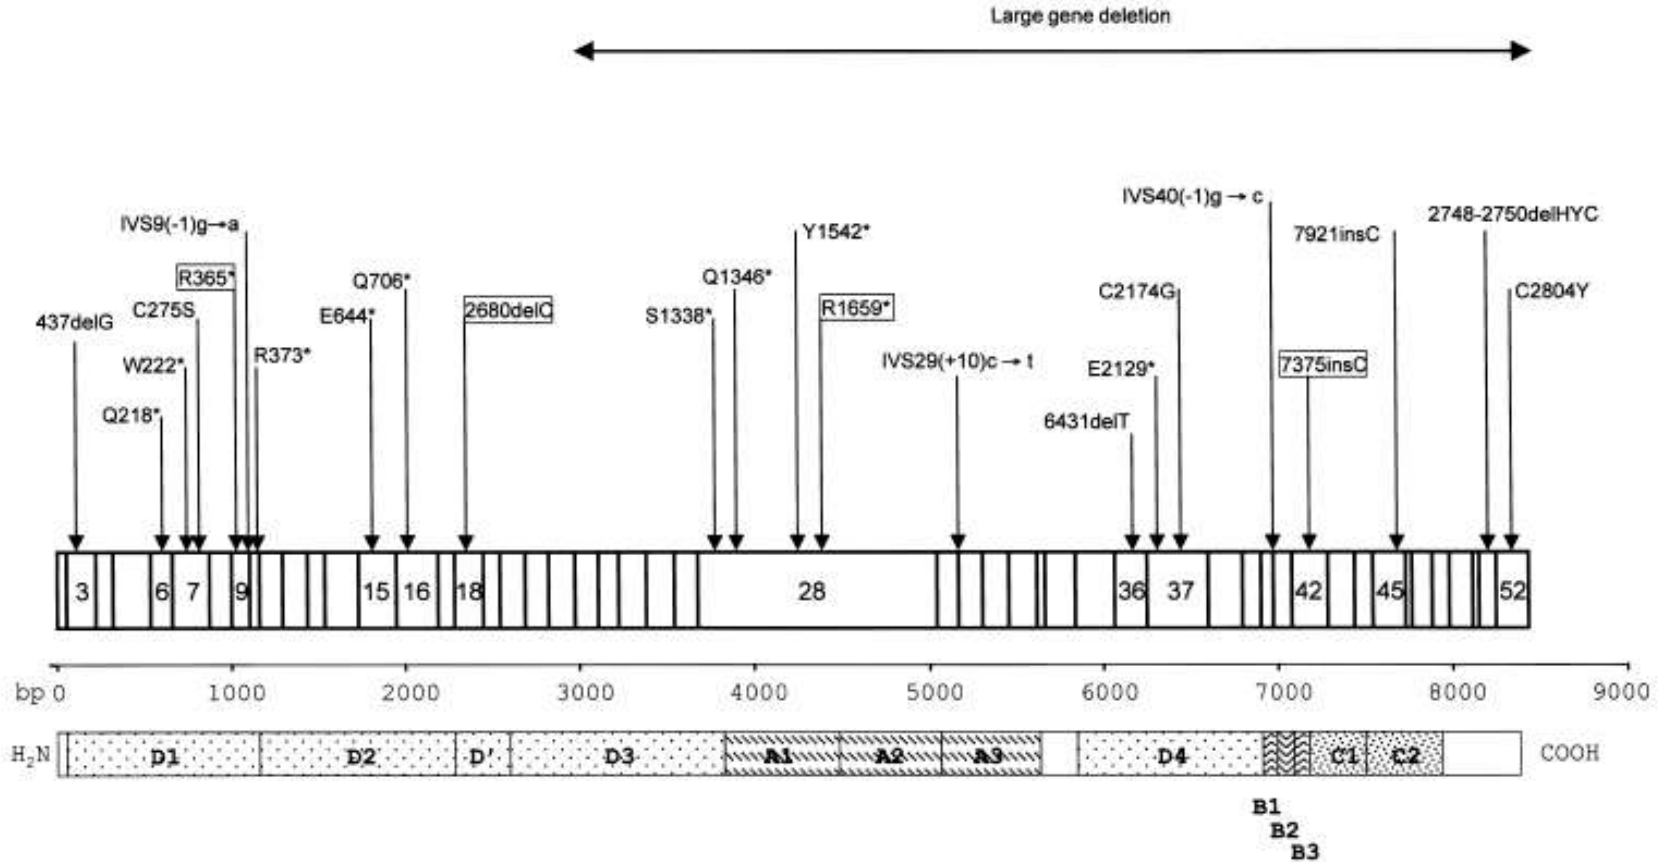 Large gene deletion
IVS40(-1)g→c
2748-2750delHYC
IVS9(-1)g→a
Y1542*
7921insC
R365*
Q706*
Q1346*
C2174G
C2804Y
C275S
437delG
E644*
2680delC
S1338*
R1659*
R373*
W222*
IVS29(+10)c→t
E2129*
7375insC
Q218*
6431delT
3 6 7 9 15 16 18 28 36 37 42 45 52
bp 0 1000 2000 3000 4000 5000 6000 7000 8000 9000
H₂N D1 D2 D' D3 A1 A2 A3 D4 C1 C2 COOH
B1
B2
B3